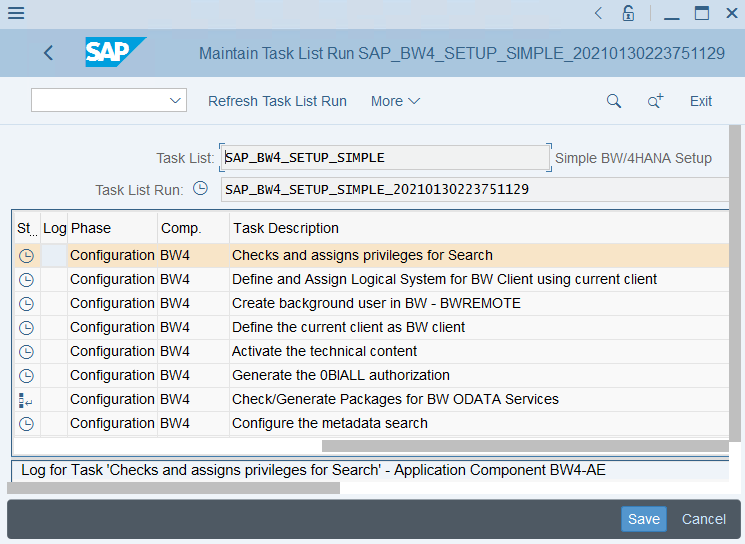 SAP Maintain Task List Run SAP_BW4_SETUP_SIMPLE_20210130223751129
Refresh Task List Run More Exit
Task List: SAP_BW4_SETUP_SIMPLE Simple BW/4HANA Setup
Task List Run: SAP_BW4_SETUP_SIMPLE_20210130223751129
St... Log Phase Comp. Task Description
Configuration BW4 Checks and assigns privileges for Search
Configuration BW4 Define and Assign Logical System for BW Client using current client
Configuration BW4 Create background user in BW - BWREMOTE
Configuration BW4 Define the current client as BW client
Configuration BW4 Activate the technical content
Configuration BW4 Generate the 0BIALL authorization
Configuration BW4 Check/Generate Packages for BW ODATA Services
Configuration BW4 Configure the metadata search
Log for Task 'Checks and assigns privileges for Search' - Application Component BW4-AE
Save Cancel